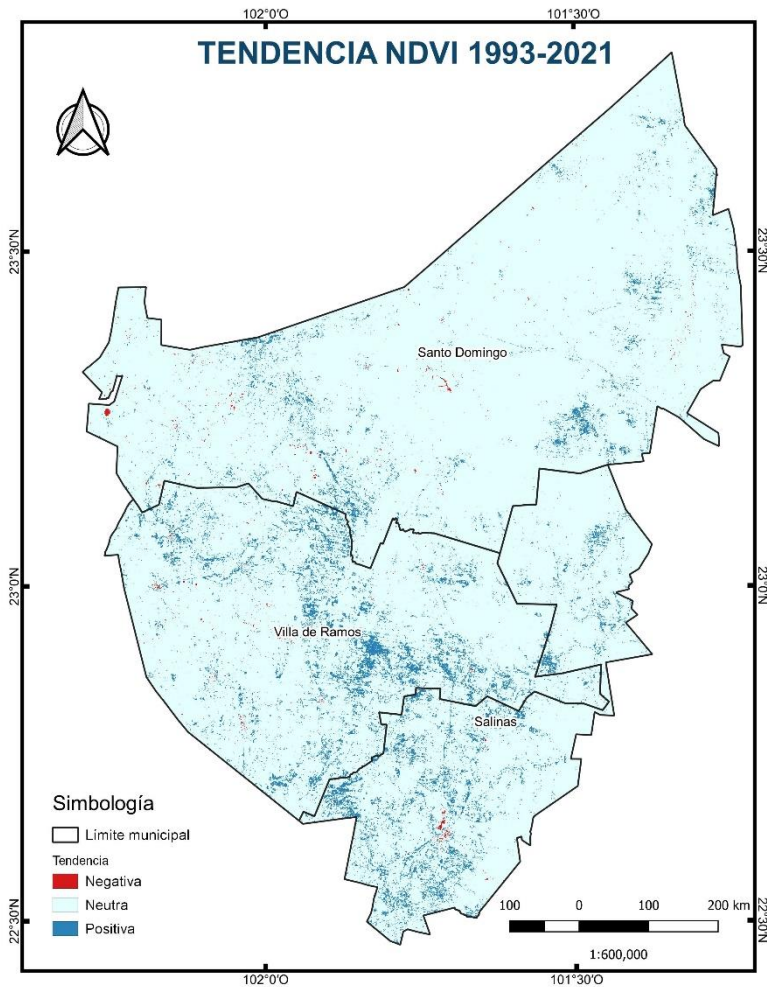 102°0'O 101°30'O
TENDENCIA NDVI 1993-2021
23°30'N 23°30'N
Santo Domingo
23°0'N 23°0'N
Villa de Ramos
Salinas
Simbología
Límite municipal
Tendencia
Negativa
Neutra
Positiva
100 0 100 200 km
1:600,000
22°30'N 22°30'N
102°0'O 101°30'O